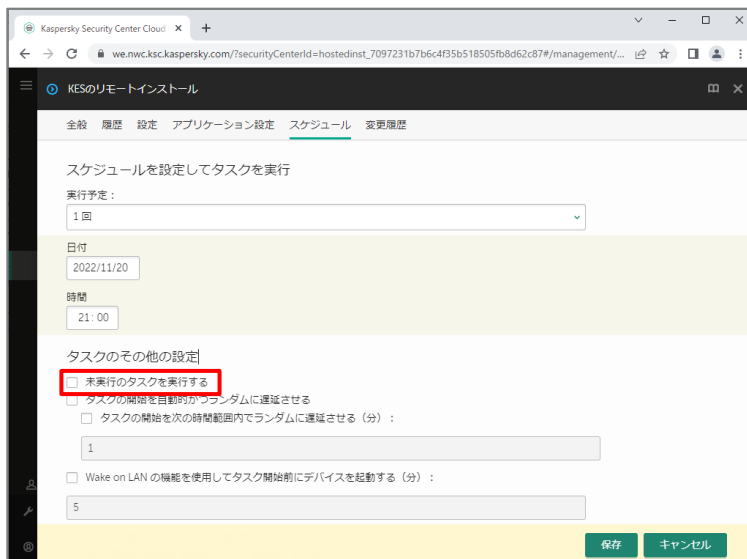 Kaspersky Security Center Cloud
we.nwc.ksc.kaspersky.com/?securityCenterId=hostedinst_7097231b7b6c4f35b518505fb8d62c87#/management/...
KESのリモートインストール
全般 履歴 設定 アプリケーション設定 スケジュール 変更履歴
スケジュールを設定してタスクを実行
実行予定：
1 回
日付
2022/11/20
時間
21: 00
タスクのその他の設定
未実行のタスクを実行する
タスクの開始を自動的かつランダムに遅延させる
タスクの開始を次の時間範囲内でランダムに遅延させる（分）：
1
Wake on LAN の機能を使用してタスク開始前にデバイスを起動する（分）：
5
保存 キャンセル